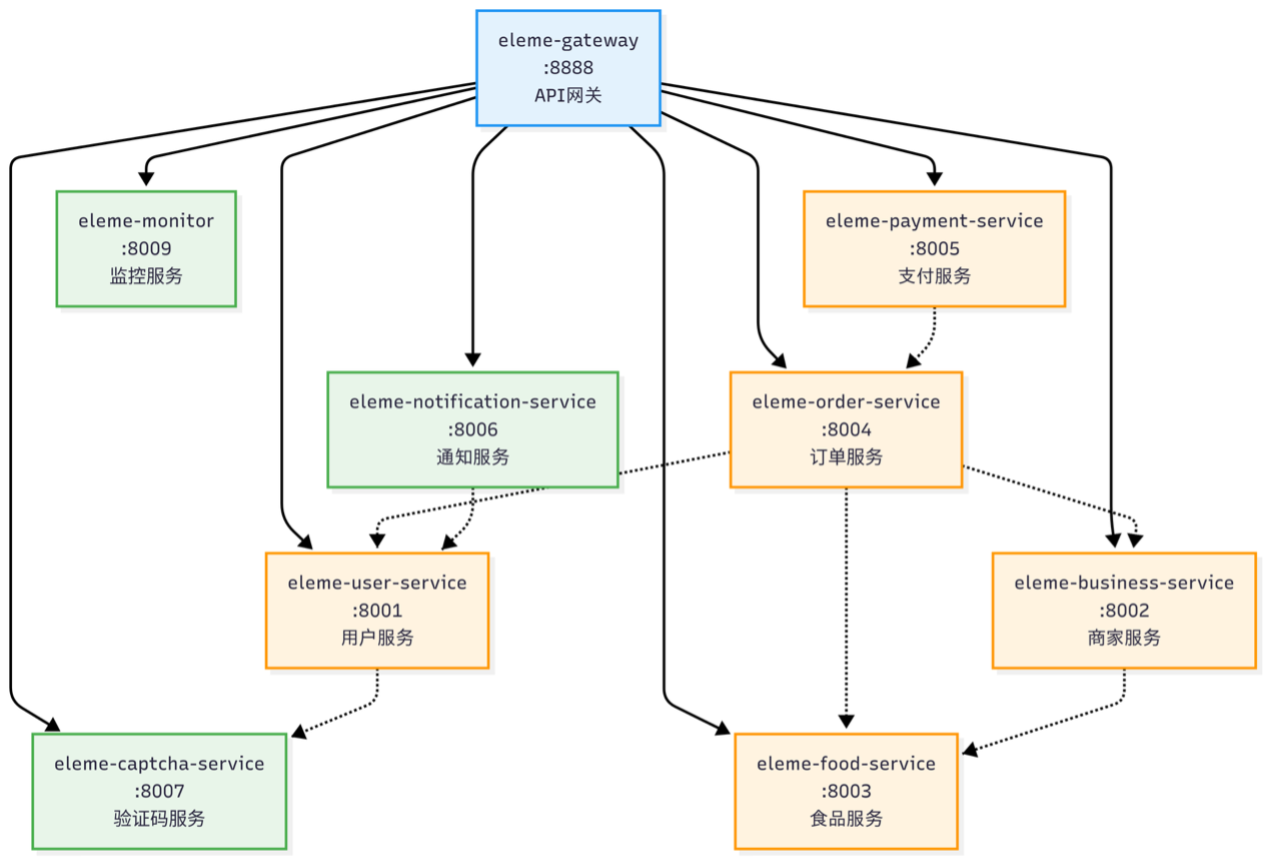 eleme-gateway
:8888
API网关
eleme-monitor
:8009
监控服务
eleme-payment-service
:8005
支付服务
eleme-notification-service
:8006
通知服务
eleme-order-service
:8004
订单服务
eleme-user-service
:8001
用户服务
eleme-business-service
:8002
商家服务
eleme-captcha-service
:8007
验证码服务
eleme-food-service
:8003
食品服务